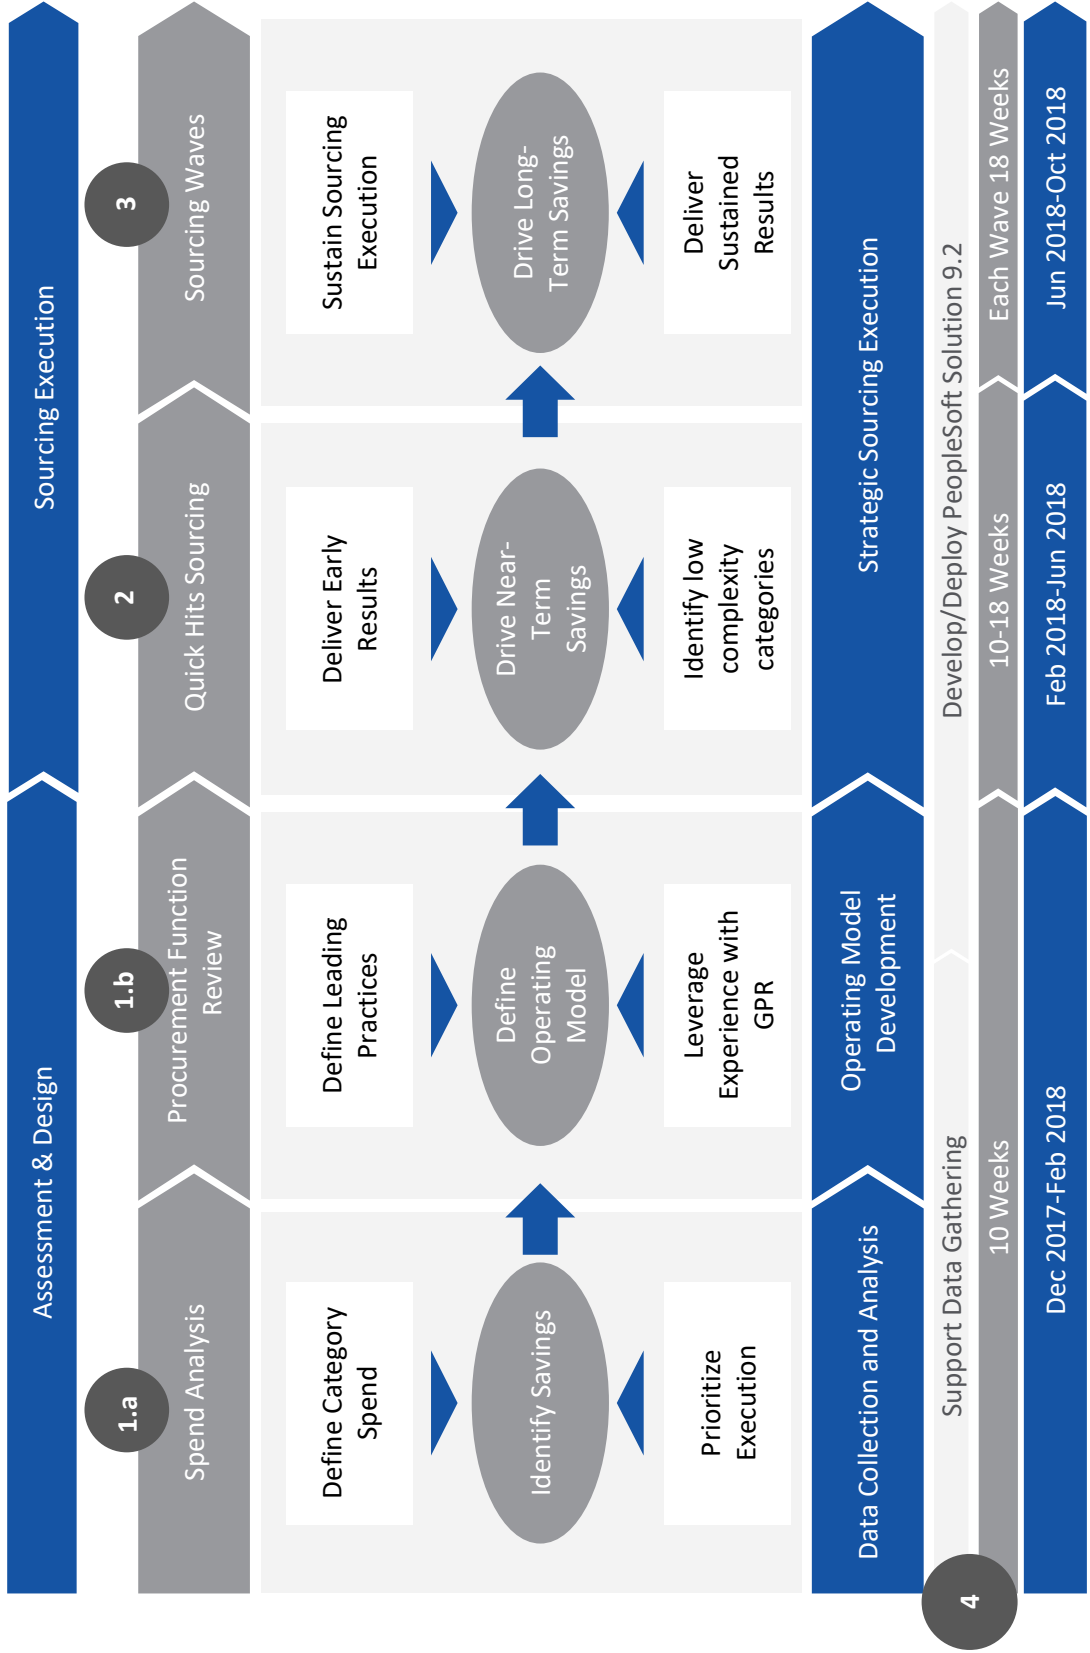 Assessment & Design
Sourcing Execution
1.a
1.b
2
3
Spend Analysis
Procurement Function
Review
Quick Hits Sourcing
Sourcing Waves
Define Category
Spend
Define Leading
Practices
Deliver Early
Results
Sustain Sourcing
Execution
Identify Savings
Define
Operating
Model
Drive Near-
Term
Savings
Drive Long-
Term Savings
Prioritize
Execution
Leverage
Experience with
GPR
Identify low
complexity
categories
Deliver
Sustained
Results
Data Collection and Analysis
Operating Model
Development
Strategic Sourcing Execution
4
Support Data Gathering
Develop/Deploy PeopleSoft Solution 9.2
10 Weeks
10-18 Weeks
Each Wave 18 Weeks
Dec 2017-Feb 2018
Feb 2018-Jun 2018
Jun 2018-Oct 2018